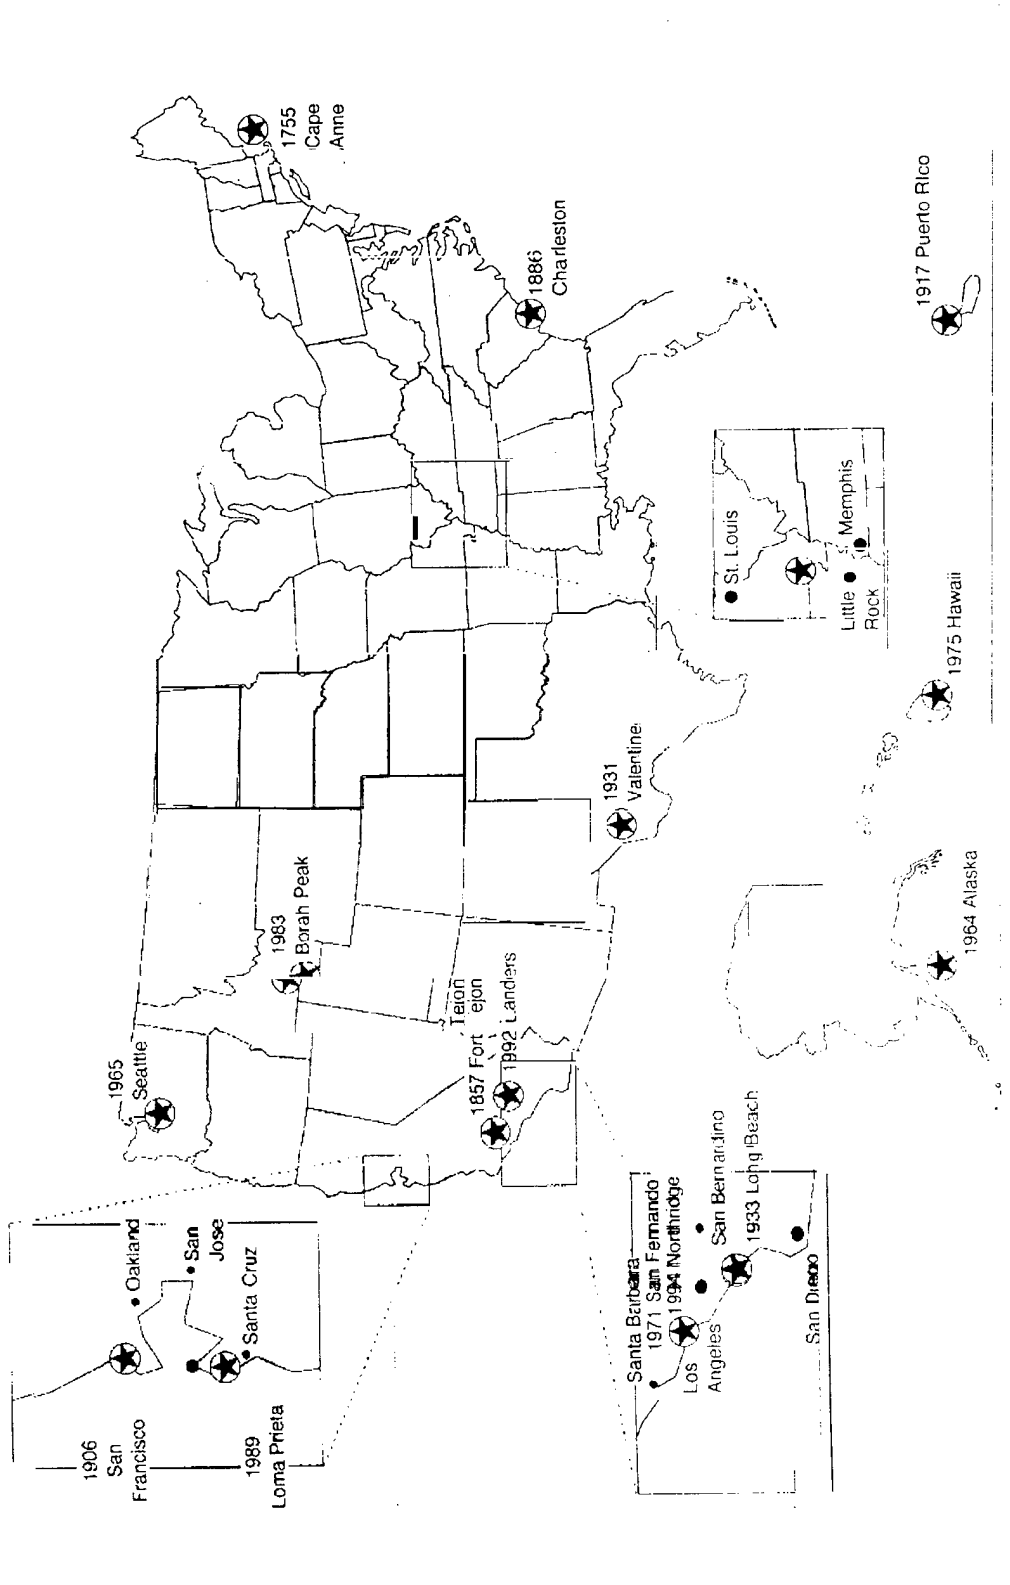 1906
San
Francisco
Oakland
San
Jose
Santa Cruz
1989
Loma Prieta
1965
Seattle
1983
Borah Peak
1755
Cape
Anne
1886
Charleston
1857 Fort
Tejon
ejon
1992 Landers
1931
Valentine
Santa Barbara
1971 San Fernando
1994 Northridge
Los
Angeles
San Bernardino
1933 Long Beach
St. Louis
Memphis
Little
Rock
1964 Alaska
1975 Hawaii
1917 Puerto Rico